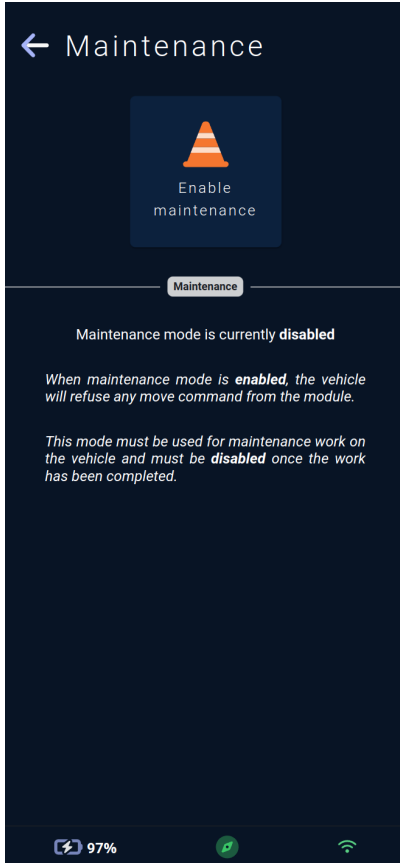 Maintenance
Enable
maintenance
Maintenance
Maintenance mode is currently disabled
When maintenance mode is enabled, the vehicle
will refuse any move command from the module.
This mode must be used for maintenance work on
the vehicle and must be disabled once the work
has been completed.
97%